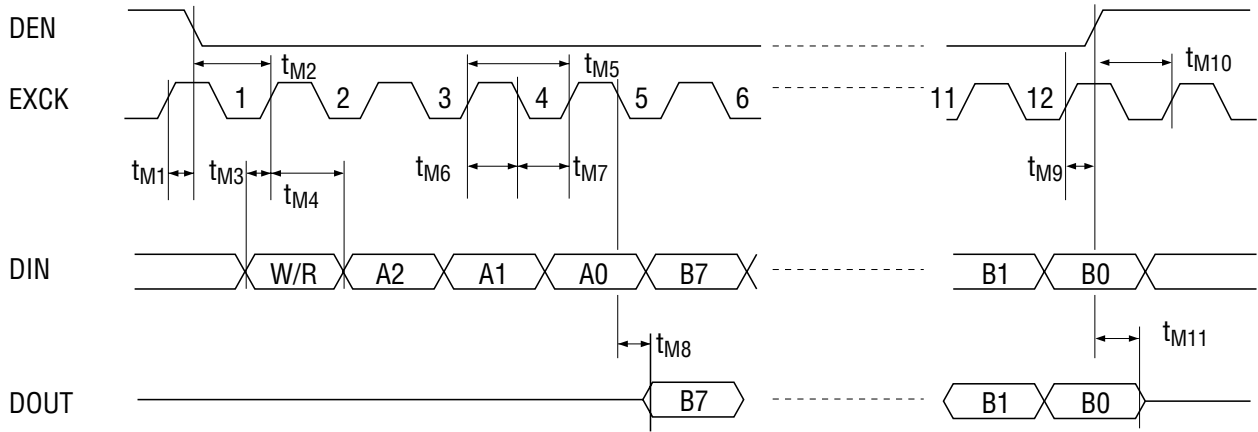 DEN
tM2 tM5 tM10
EXCK 1 2 3 4 5 6 11 12
tM1 tM3 tM4 tM6 tM7 tM9
DIN W/R A2 A1 A0 B7 B1 B0
tM8 tM11
DOUT B7 B1 B0